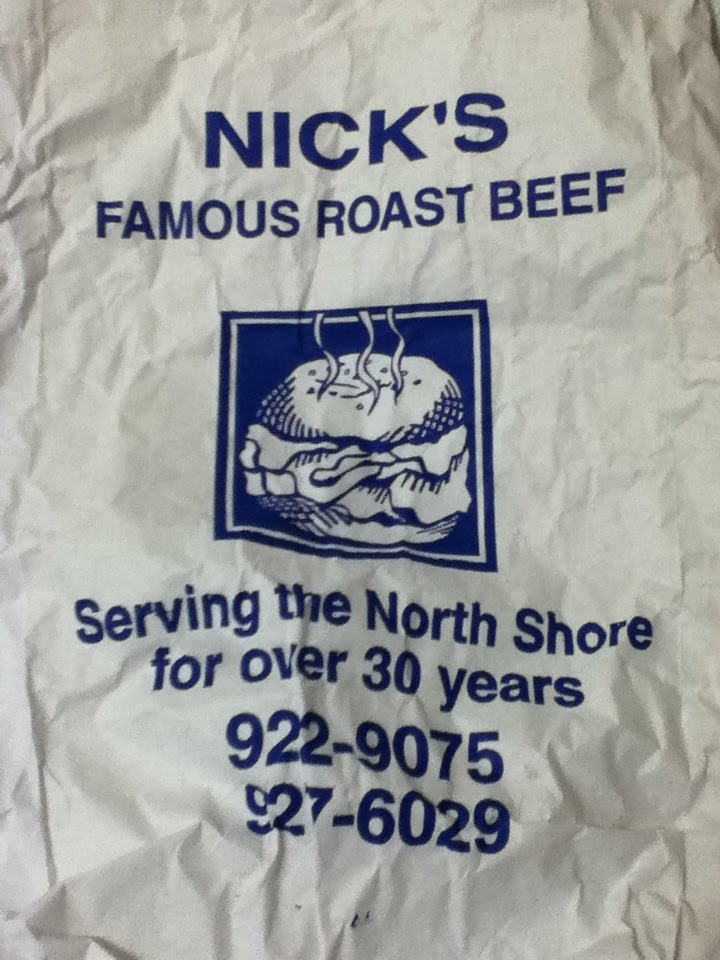 NICK'S
FAMOUS ROAST BEEF
Serving the North Shore
for over 30 years
922-9075
927-6029